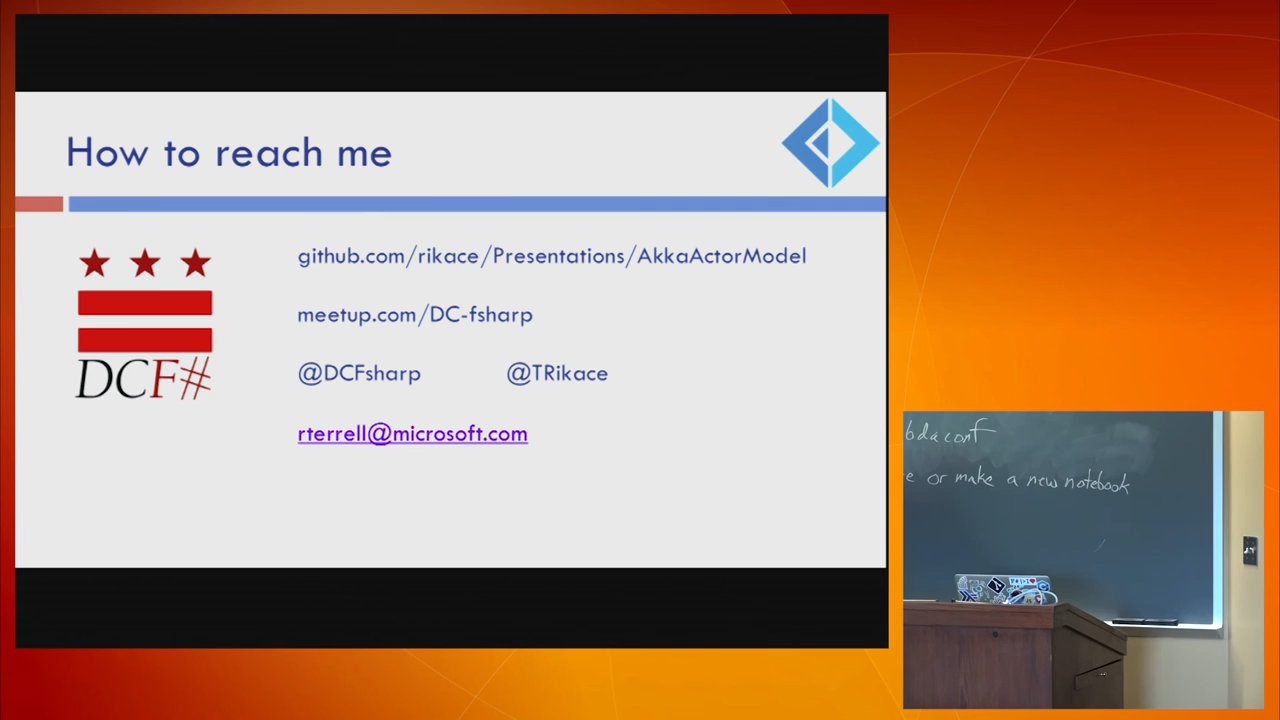 How to reach me
DCF#
github.com/rikace/Presentations/AkkaActorModel
meetup.com/DC-fsharp
@DCFsharp @TRikace
rterrell@microsoft.com
bdaconf
e or make a new notebook